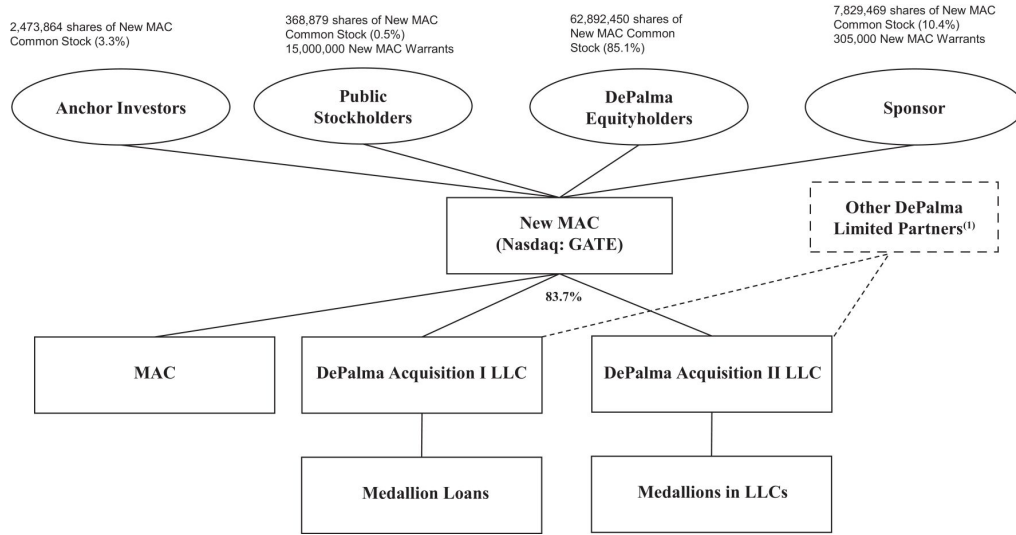 2,473,864 shares of New MAC
Common Stock (3.3%)
368,879 shares of New MAC
Common Stock (0.5%)
15,000,000 New MAC Warrants
62,892,450 shares of
New MAC Common
Stock (85.1%)
7,829,469 shares of New MAC
Common Stock (10.4%)
305,000 New MAC Warrants
Anchor Investors
Public
Stockholders
DePalma
Equityholders
Sponsor
New MAC
(Nasdaq: GATE)
Other DePalma
Limited Partners(1)
83.7%
MAC
DePalma Acquisition I LLC
DePalma Acquisition II LLC
Medallion Loans
Medallions in LLCs